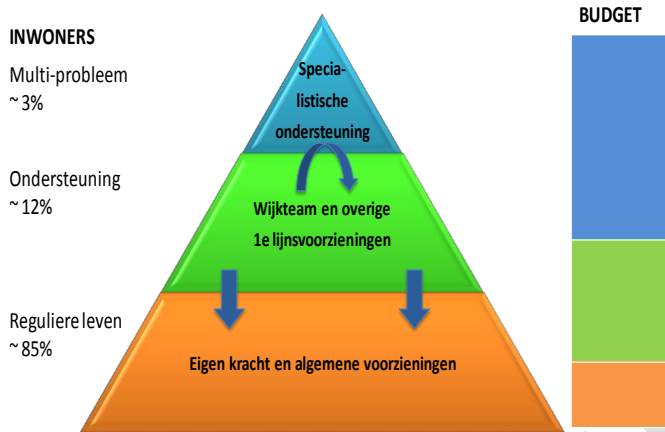 BUDGET
INWONERS
Multi-probleem
~ 3%
Specia-
listische
ondersteuning
Ondersteuning
~ 12%
Wijkteam en overige
1e lijnsvoorzieningen
Reguliere leven
~ 85%
Eigen kracht en algemene voorzieningen